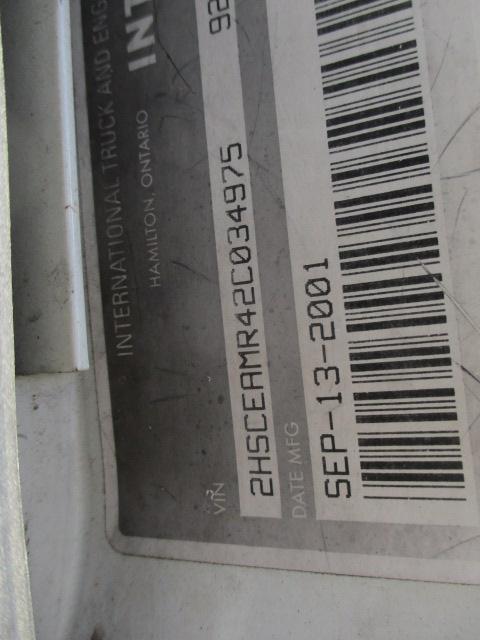 INTERNATIONAL TRUCK AND ENG
INT
HAMILTON, ONTARIO
92
VIN
2HSCEAMR42C034975
DATE MFG
SEP-13-2001